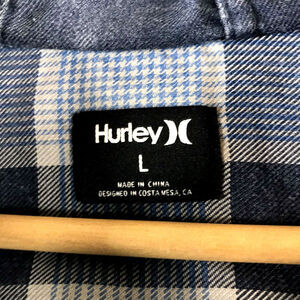 Hurley
L
MADE IN CHINA
DESIGNED IN COSTA MESA, CA